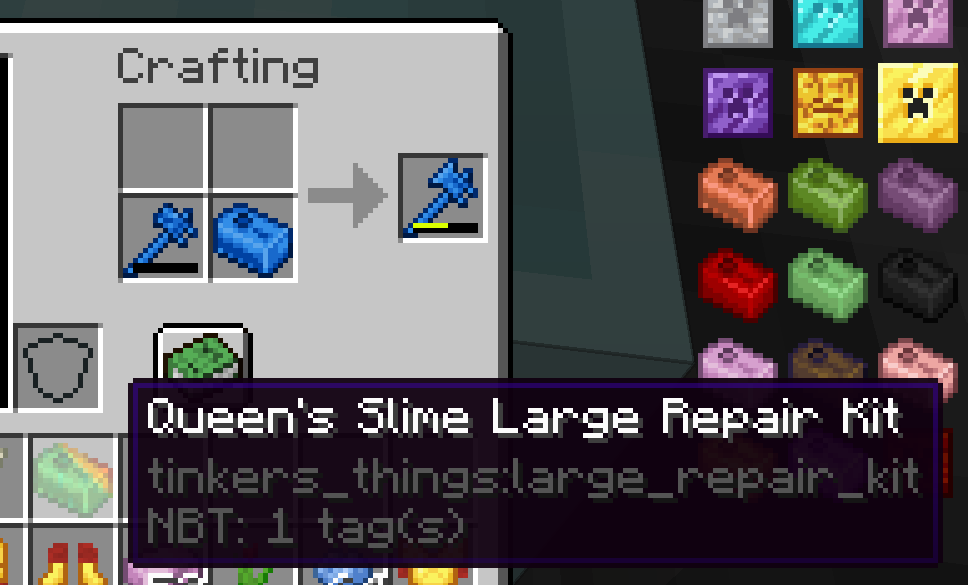 Crafting
Queen's Slime Large Repair Kit
tinkers_things:large_repair_kit
NBT: 1 tag(s)